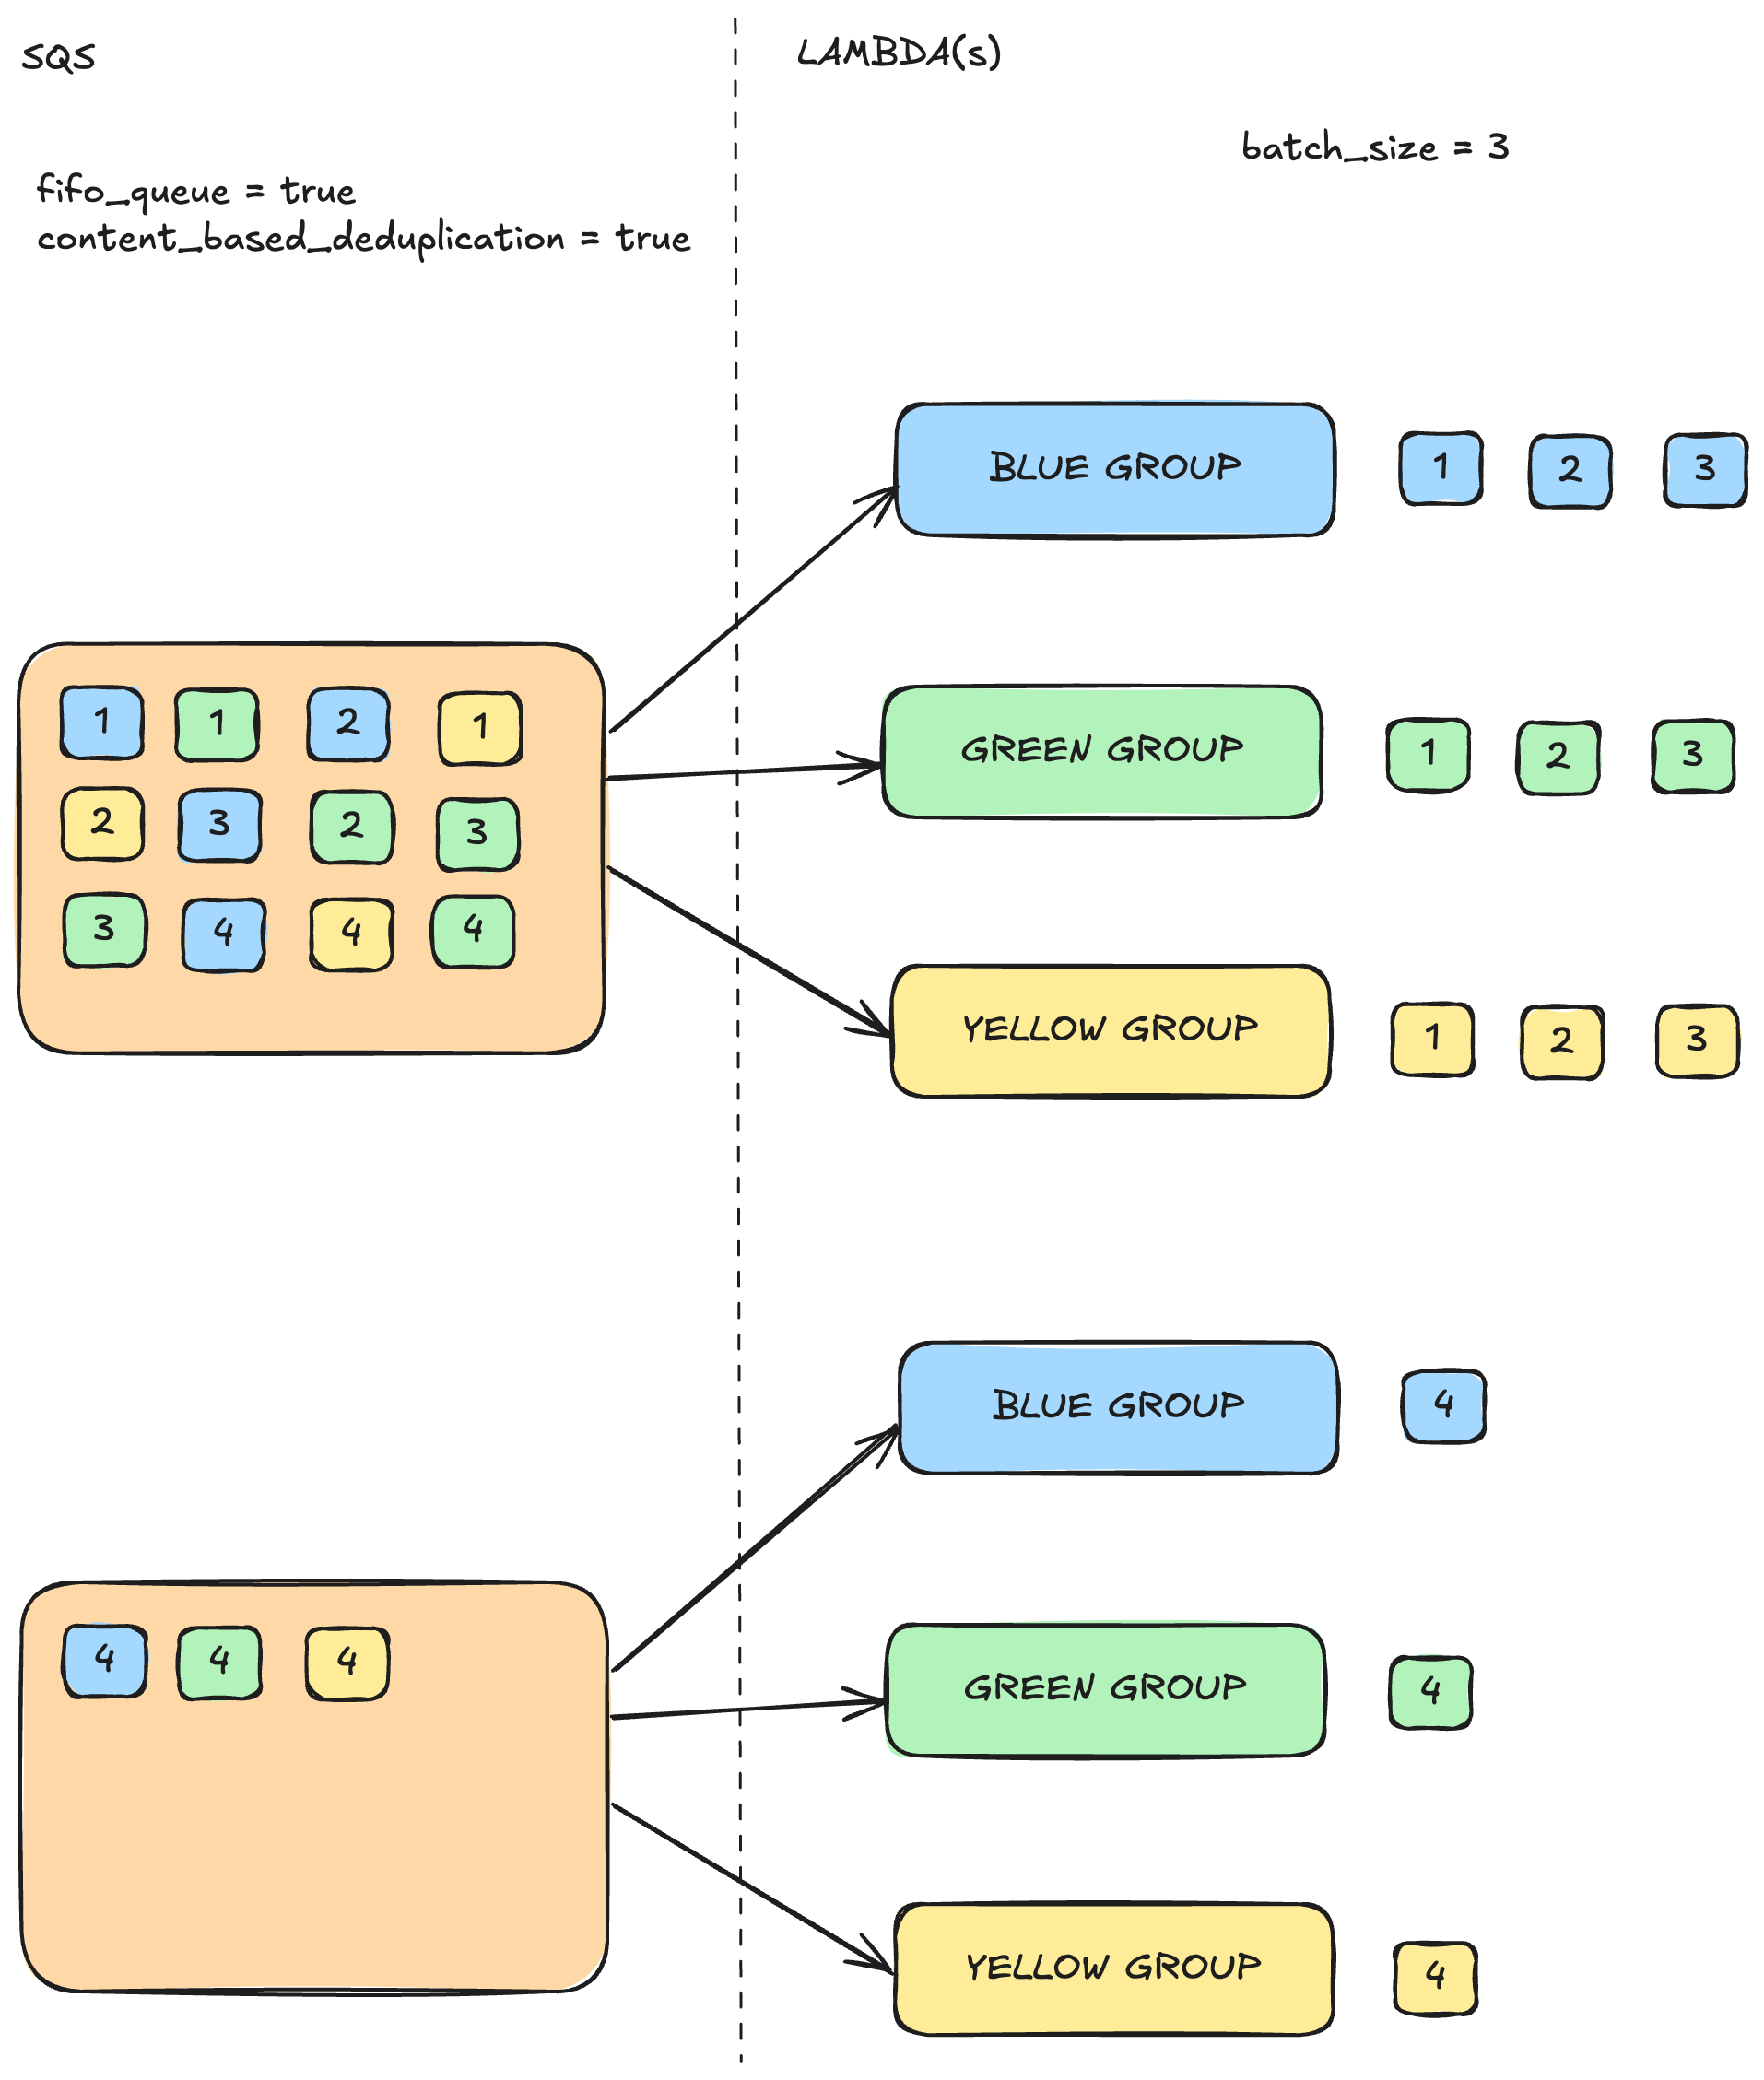 SQS
LAMBDA(s)
batch_size = 3
fifo_queue = true
content_based_deduplication = true
BLUE GROUP 1 2 3
1 1 2 1
GREEN GROUP 1 2 3
2 3 2 3
3 4 4 4
YELLOW GROUP 1 2 3
BLUE GROUP 4
4 4 4
GREEN GROUP 4
YELLOW GROUP 4